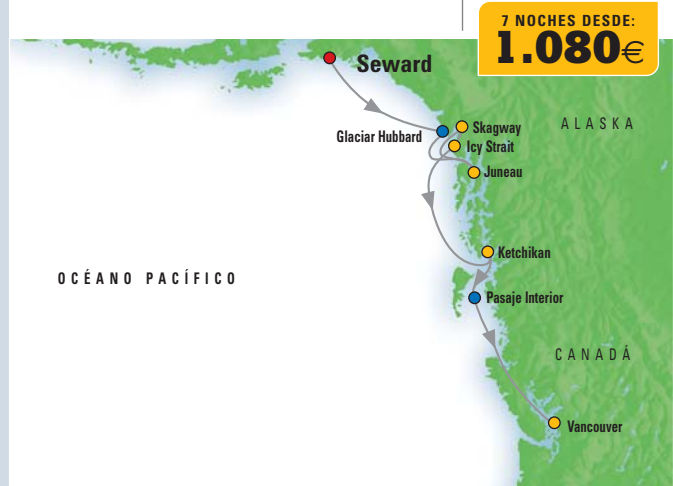 7 NOCHES DESDE:
1.080€
Seward
Glaciar Hubbard
Skagway
ALASKA
Icy Strait
Juneau
Ketchikan
OCÉANO PACÍFICO
Pasaje Interior
CANADÁ
Vancouver